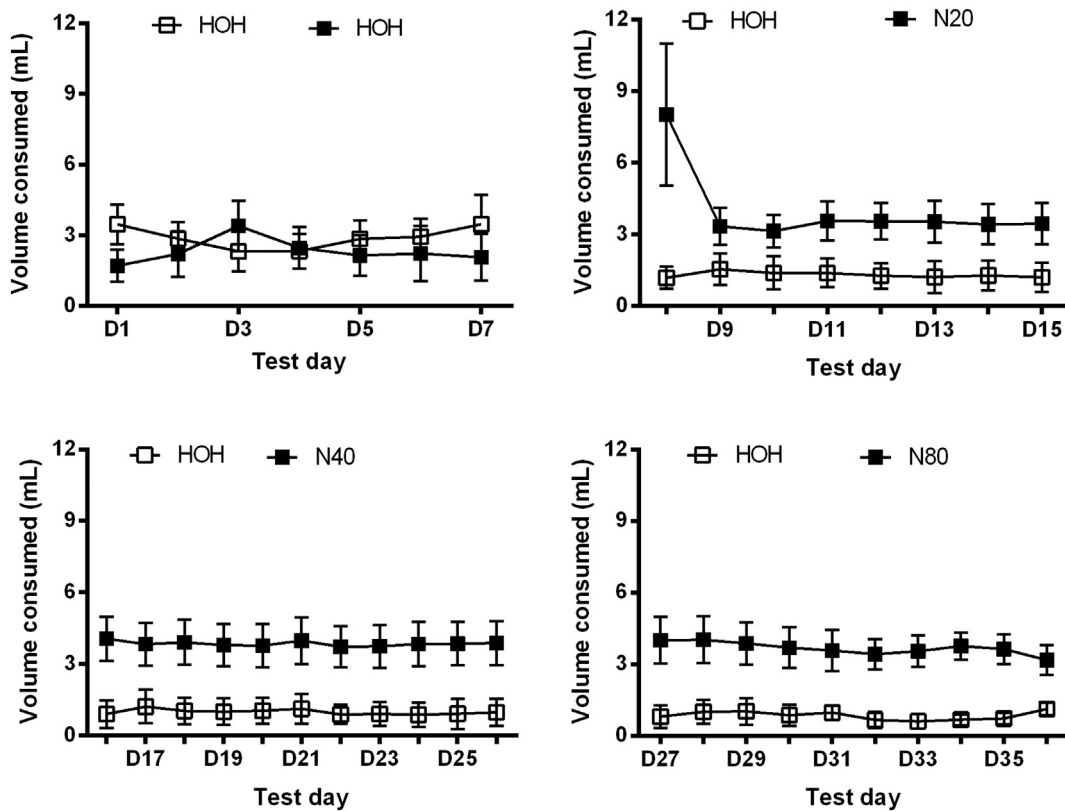 HOH HOH
Volume consumed (mL)
12
9
6
3
0
D1 D3 D5 D7
Test day
HOH N20
Volume consumed (mL)
12
9
6
3
0
D9 D11 D13 D15
Test day
HOH N40
Volume consumed (mL)
12
9
6
3
0
D17 D19 D21 D23 D25
Test day
HOH N80
Volume consumed (mL)
12
9
6
3
0
D27 D29 D31 D33 D35
Test day